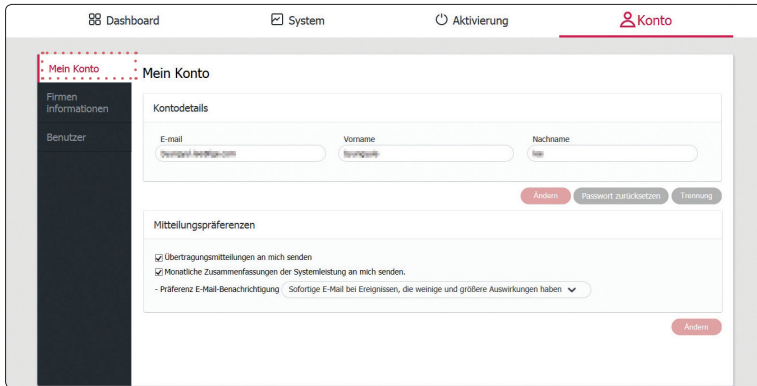 Dashboard System Aktivierung Konto
Mein Konto
Firmen
informationen
Benutzer
Mein Konto
Kontodetails
E-mail Vorname Nachname
Ändern Passwort zurücksetzen Trennung
Mitteilungspräferenzen
Übertragungsmitteilungen an mich senden
Monatliche Zusammenfassungen der Systemleistung an mich senden.
- Präferenz E-Mail-Benachrichtigung Sofortige E-Mail bei Ereignissen, die weinige und größere Auswirkungen haben
Ändern